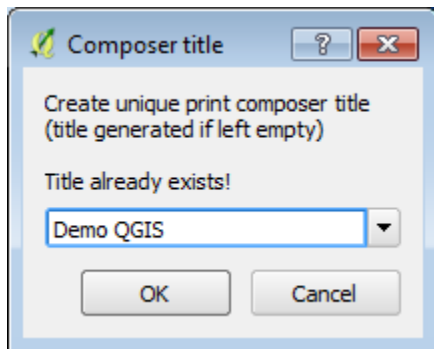 Composer title
?
Create unique print composer title
(title generated if left empty)
Title already exists!
Demo QGIS
OK
Cancel